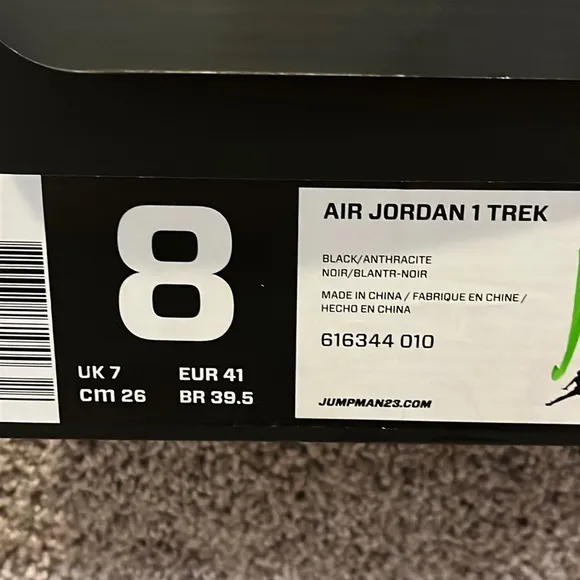 8
UK 7 EUR 41
cm 26 BR 39.5
AIR JORDAN 1 TREK
BLACK/ANTHRACITE
NOIR/BLANTR-NOIR
MADE IN CHINA / FABRIQUE EN CHINE /
HECHO EN CHINA
616344 010
JUMPMAN23.COM